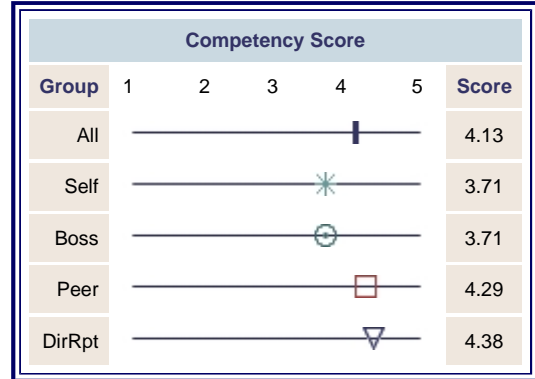 Competency Score
Group 1 2 3 4 5 Score
All 4.13
Self 3.71
Boss 3.71
Peer 4.29
DirRpt 4.38